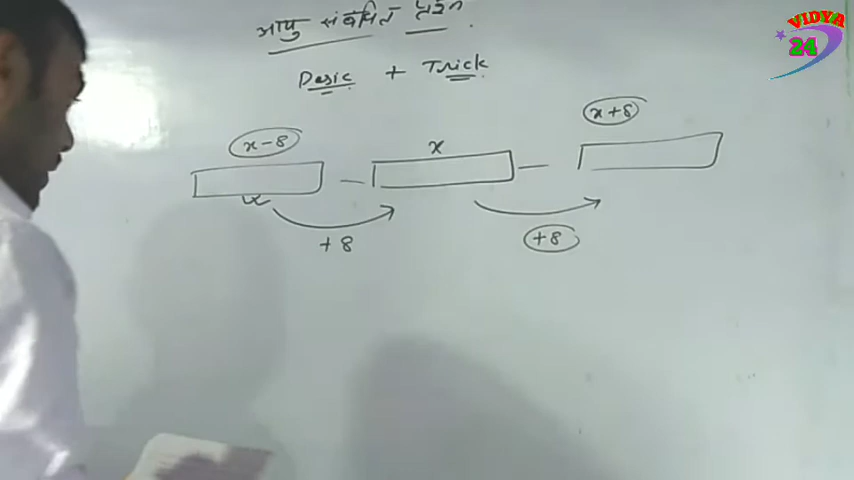 आयु संबंधित प्रश्न
Basic + Trick
x-8 x x+8
+8 +8
VIDYA
24